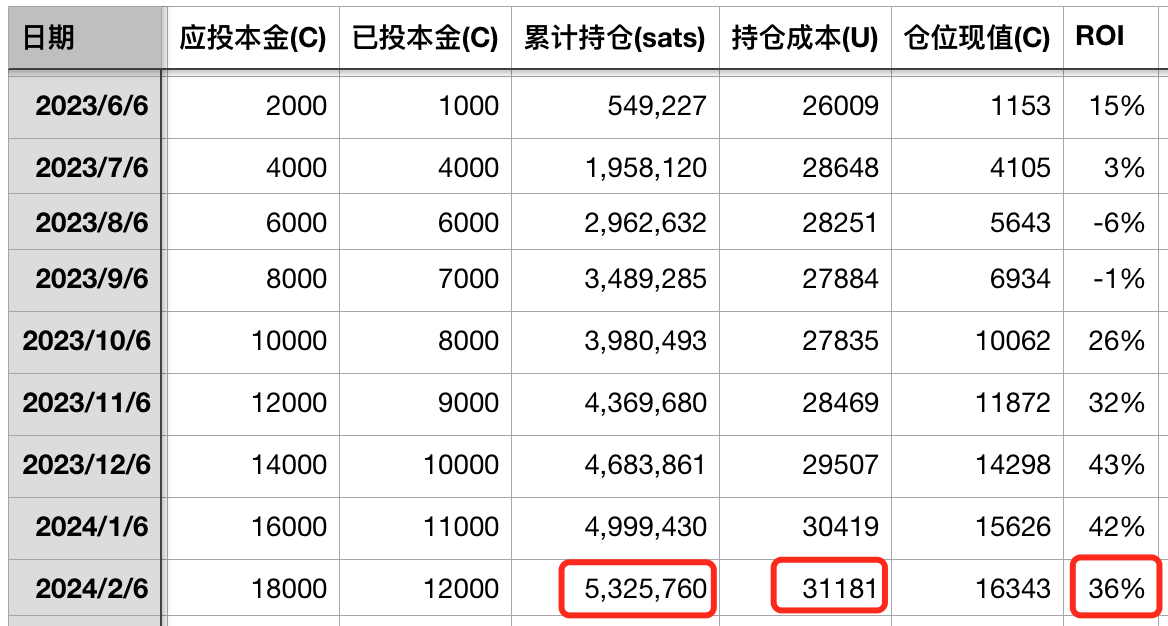 日期 应投本金(C) 已投本金(C) 累计持仓(sats) 持仓成本(U) 仓位现值(C) ROI
2023/6/6 2000 1000 549,227 26009 1153 15%
2023/7/6 4000 4000 1,958,120 28648 4105 3%
2023/8/6 6000 6000 2,962,632 28251 5643 -6%
2023/9/6 8000 7000 3,489,285 27884 6934 -1%
2023/10/6 10000 8000 3,980,493 27835 10062 26%
2023/11/6 12000 9000 4,369,680 28469 11872 32%
2023/12/6 14000 10000 4,683,861 29507 14298 43%
2024/1/6 16000 11000 4,999,430 30419 15626 42%
2024/2/6 18000 12000 5,325,760 31181 16343 36%